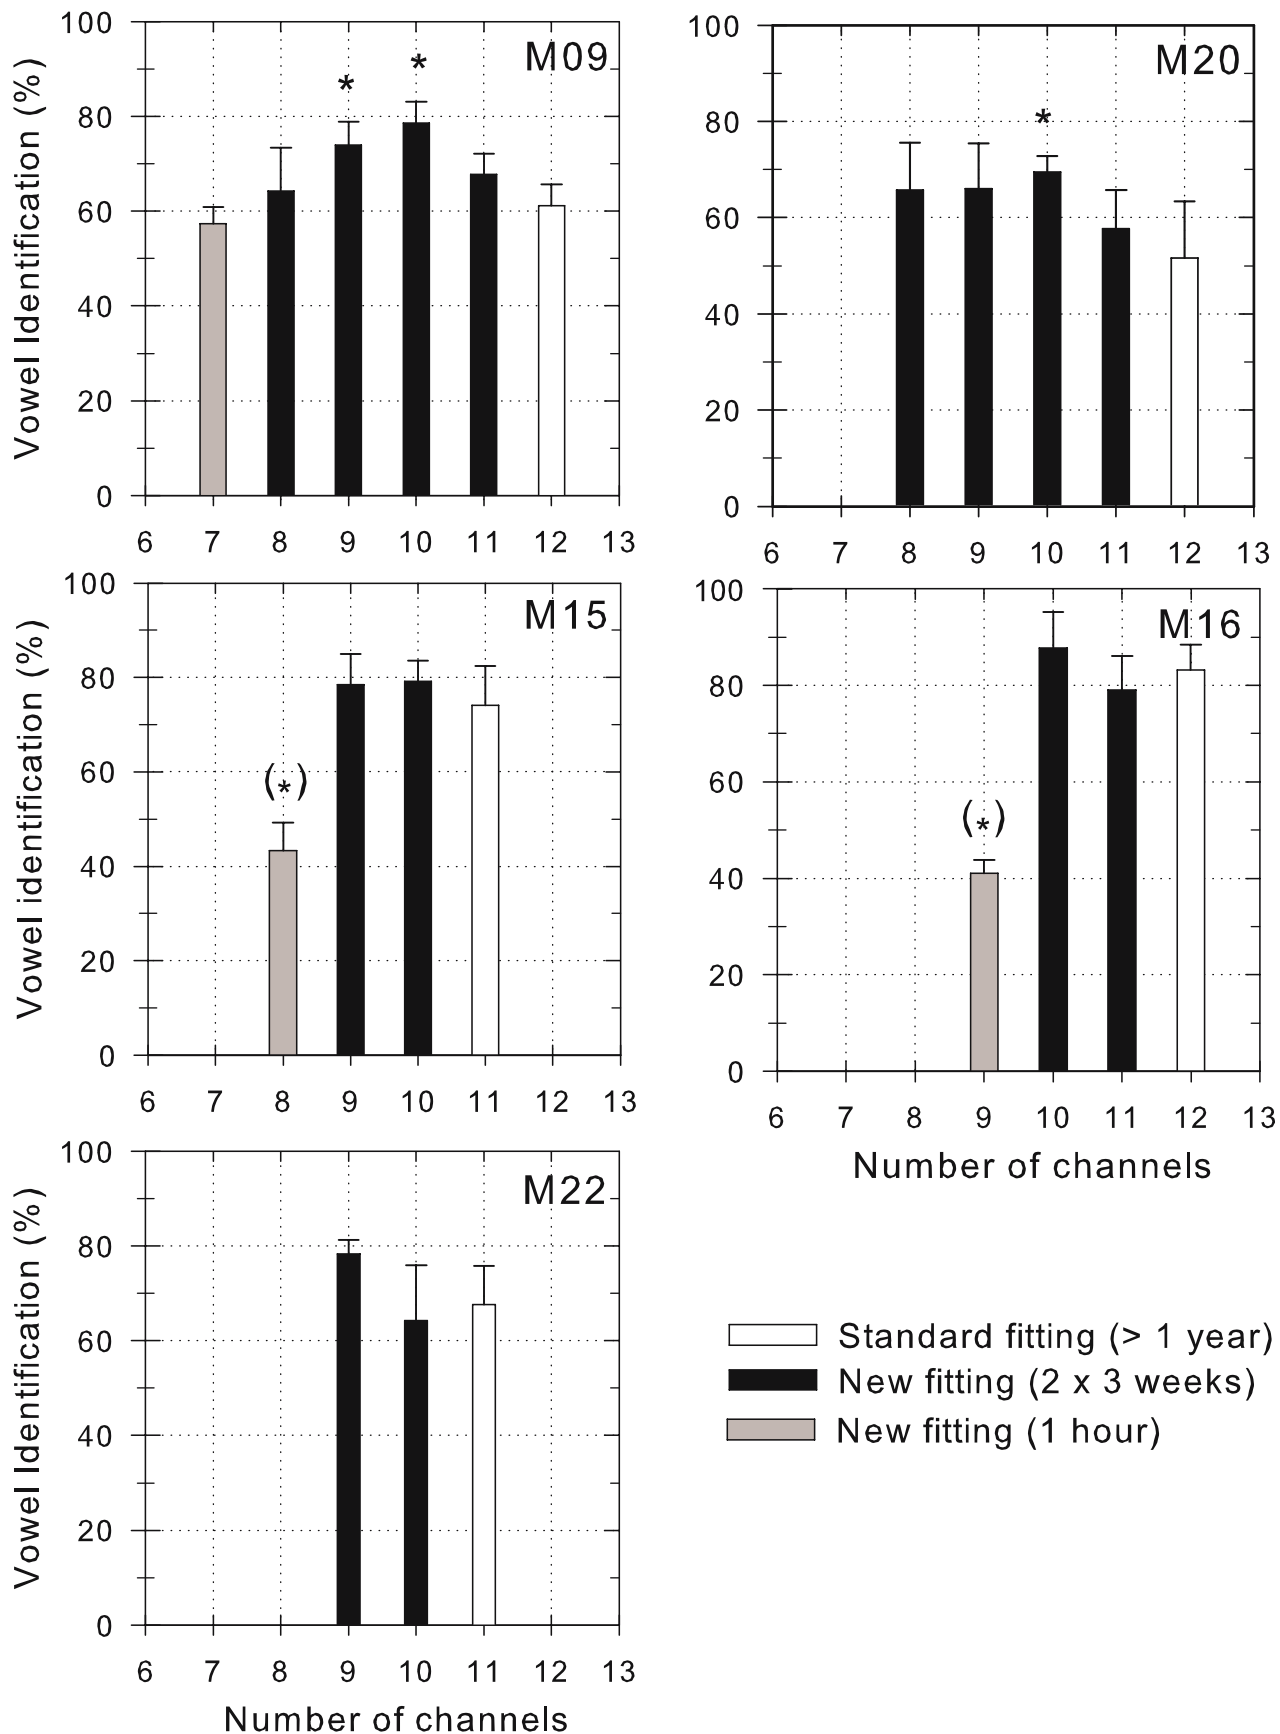 Vowel Identification (%)
100
80
60
40
20
0
M09
*
*
6 7 8 9 10 11 12 13
100
80
60
40
20
0
M20
*
6 7 8 9 10 11 12 13
Vowel identification (%)
100
80
60
40
20
0
M15
(*)
6 7 8 9 10 11 12 13
100
80
60
40
20
0
M16
(*)
6 7 8 9 10 11 12 13
Number of channels
Vowel Identification (%)
100
80
60
40
20
0
M22
6 7 8 9 10 11 12 13
Number of channels
Standard fitting (> 1 year)
New fitting (2 x 3 weeks)
New fitting (1 hour)